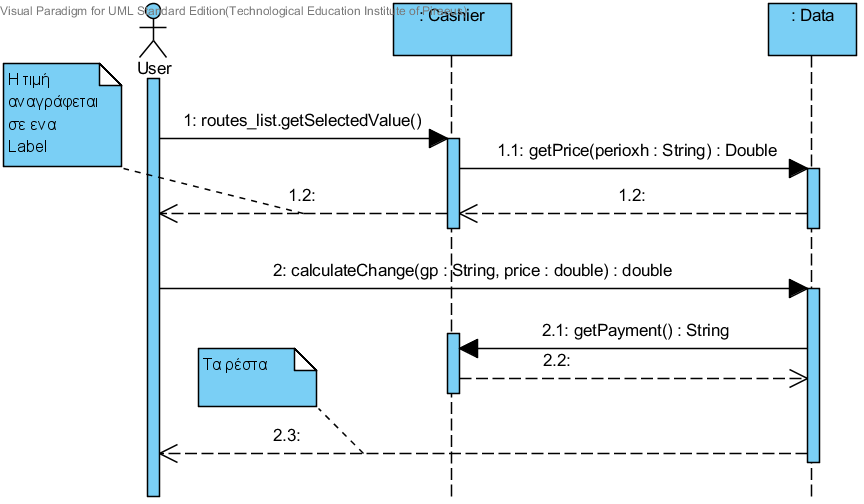 Visual Paradigm for UML Standard Edition(Technological Education Institute of Piraeus)
: Cashier
: Data
User
Η τιμή
αναγράφεται
σε ενα
Label
1: routes_list.getSelectedValue()
1.1: getPrice(perioxh : String) : Double
1.2:
1.2:
2: calculateChange(gp : String, price : double) : double
2.1: getPayment() : String
2.2:
Τα ρέστα
2.3: